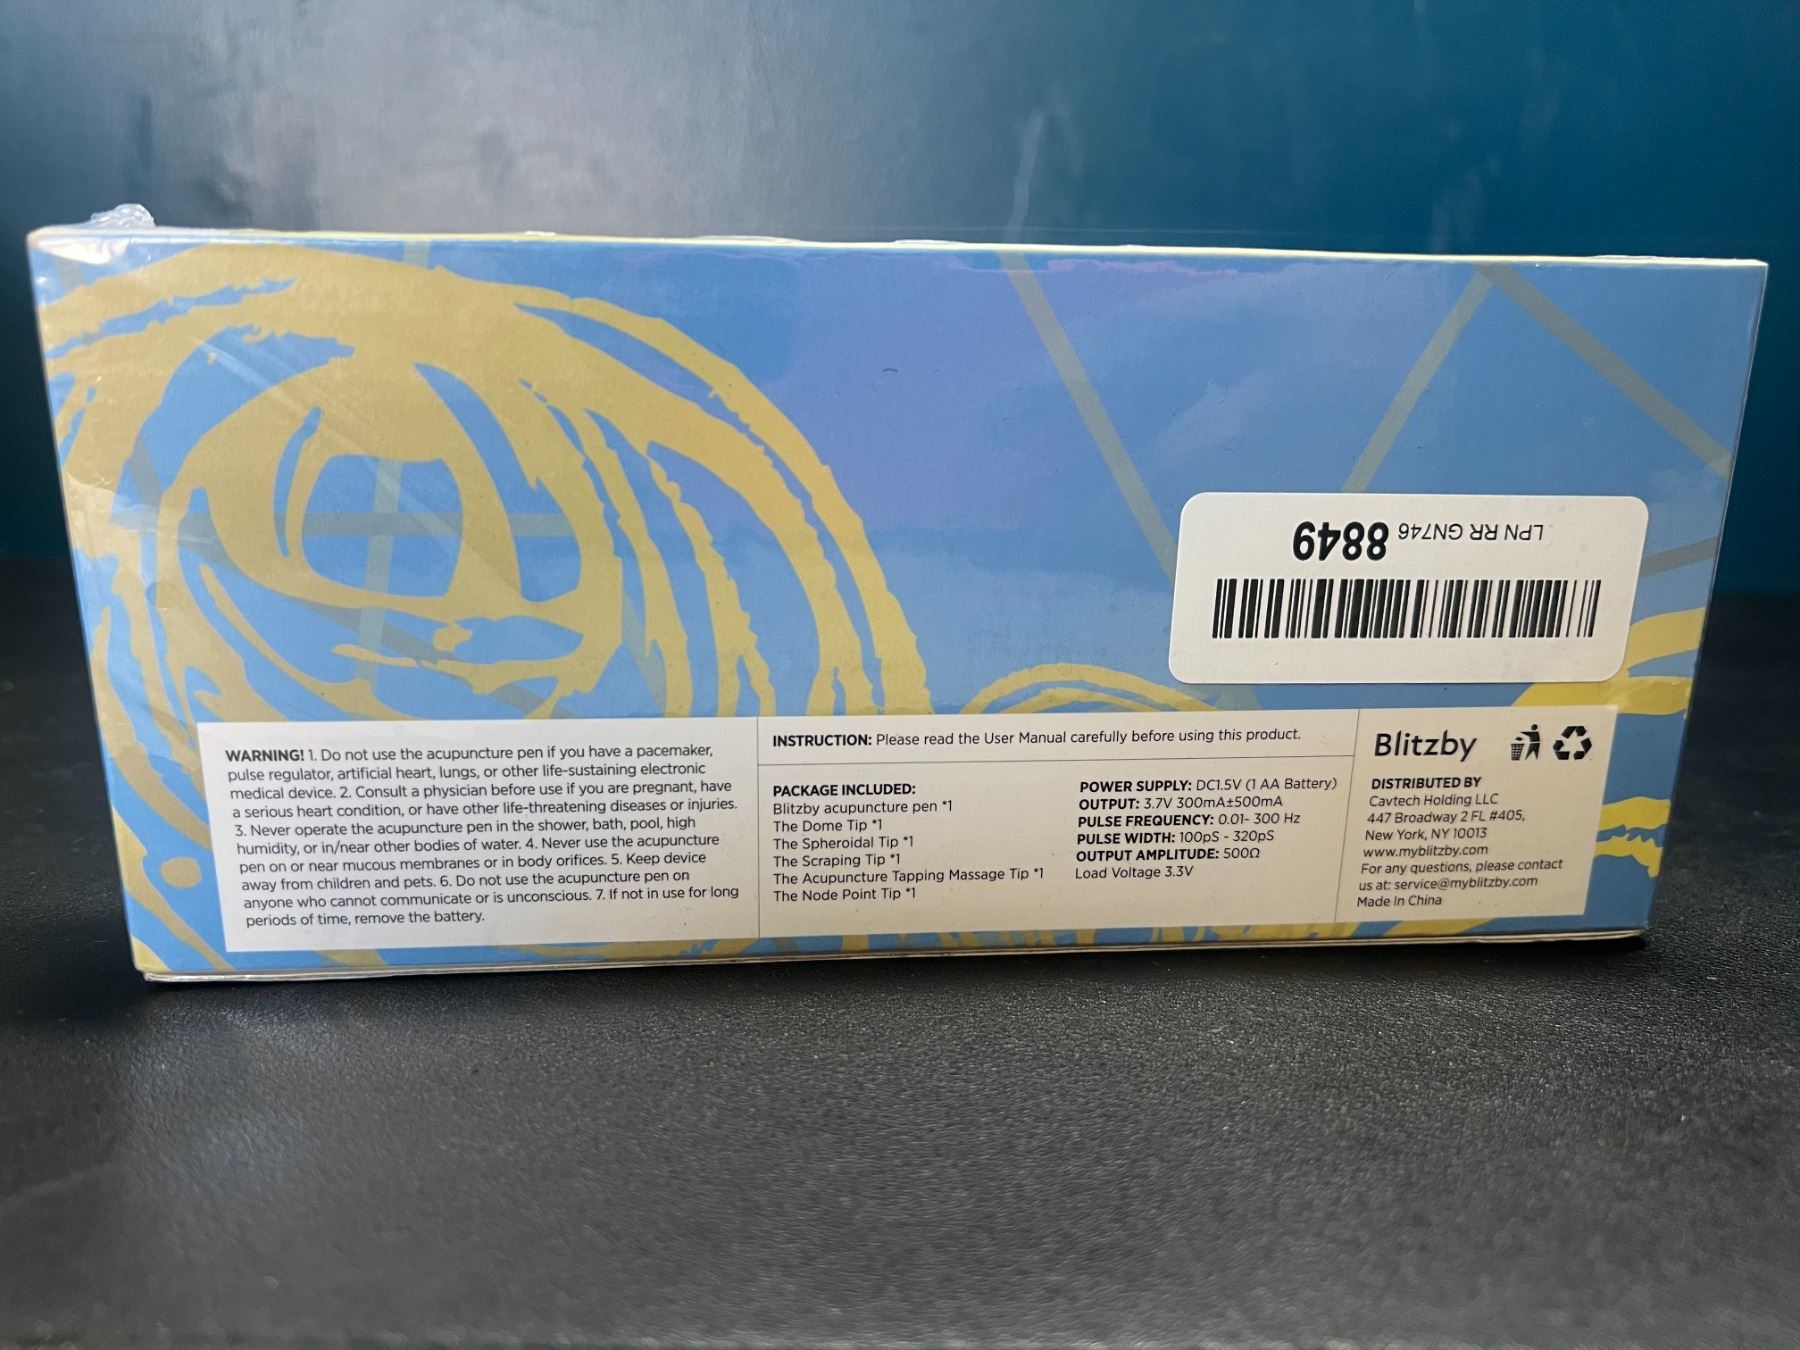 LPN RR GN746 8849
WARNING! 1. Do not use the acupuncture pen if you have a pacemaker,
pulse regulator, artificial heart, lungs, or other life-sustaining electronic
medical device. 2. Consult a physician before use if you are pregnant, have
a serious heart condition, or have other life-threatening diseases or injuries.
3. Never operate the acupuncture pen in the shower, bath, pool, high
humidity, or in/near other bodies of water. 4. Never use the acupuncture
pen on or near mucous membranes or in body orifices. 5. Keep device
away from children and pets. 6. Do not use the acupuncture pen on
anyone who cannot communicate or is unconscious. 7. If not in use for long
periods of time, remove the battery.
INSTRUCTION: Please read the User Manual carefully before using this product.
PACKAGE INCLUDED:
Blitzby acupuncture pen *1
The Dome Tip *1
The Spheroidal Tip *1
The Scraping Tip *1
The Acupuncture Tapping Massage Tip *1
The Node Point Tip *1
POWER SUPPLY: DC1.5V (1 AA Battery)
OUTPUT: 3.7V 300mA±500mA
PULSE FREQUENCY: 0.01- 300 Hz
PULSE WIDTH: 100pS - 320pS
OUTPUT AMPLITUDE: 500Ω
Load Voltage 3.3V
Blitzby
DISTRIBUTED BY
Cavtech Holding LLC
447 Broadway 2 FL #405,
New York, NY 10013
www.myblitzby.com
For any questions, please contact
us at: service@myblitzby.com
Made In China